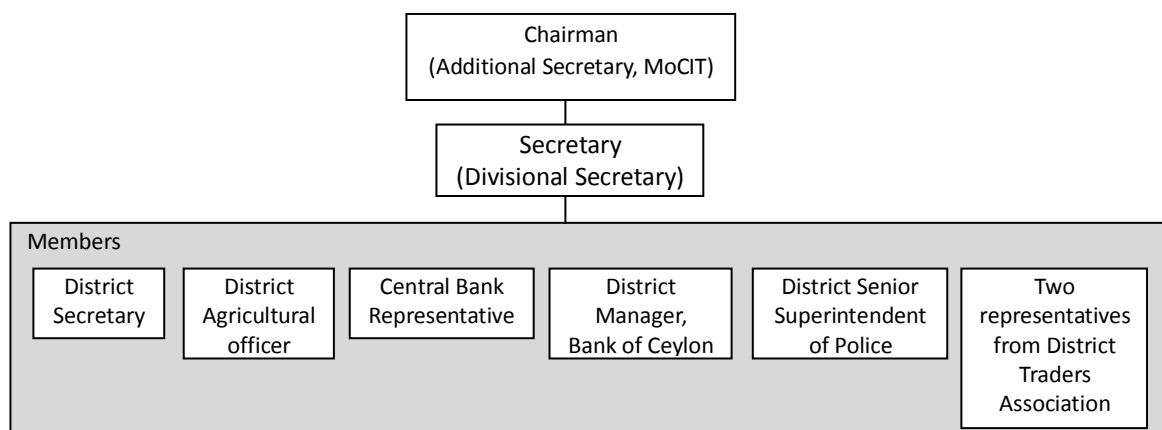 Chairman
(Additional Secretary, MoCIT)
Secretary
(Divisional Secretary)
Members
District
Secretary
District
Agricultural
officer
Central Bank
Representative
District
Manager,
Bank of Ceylon
District Senior
Superintendent
of Police
Two
representatives
from District
Traders
Association